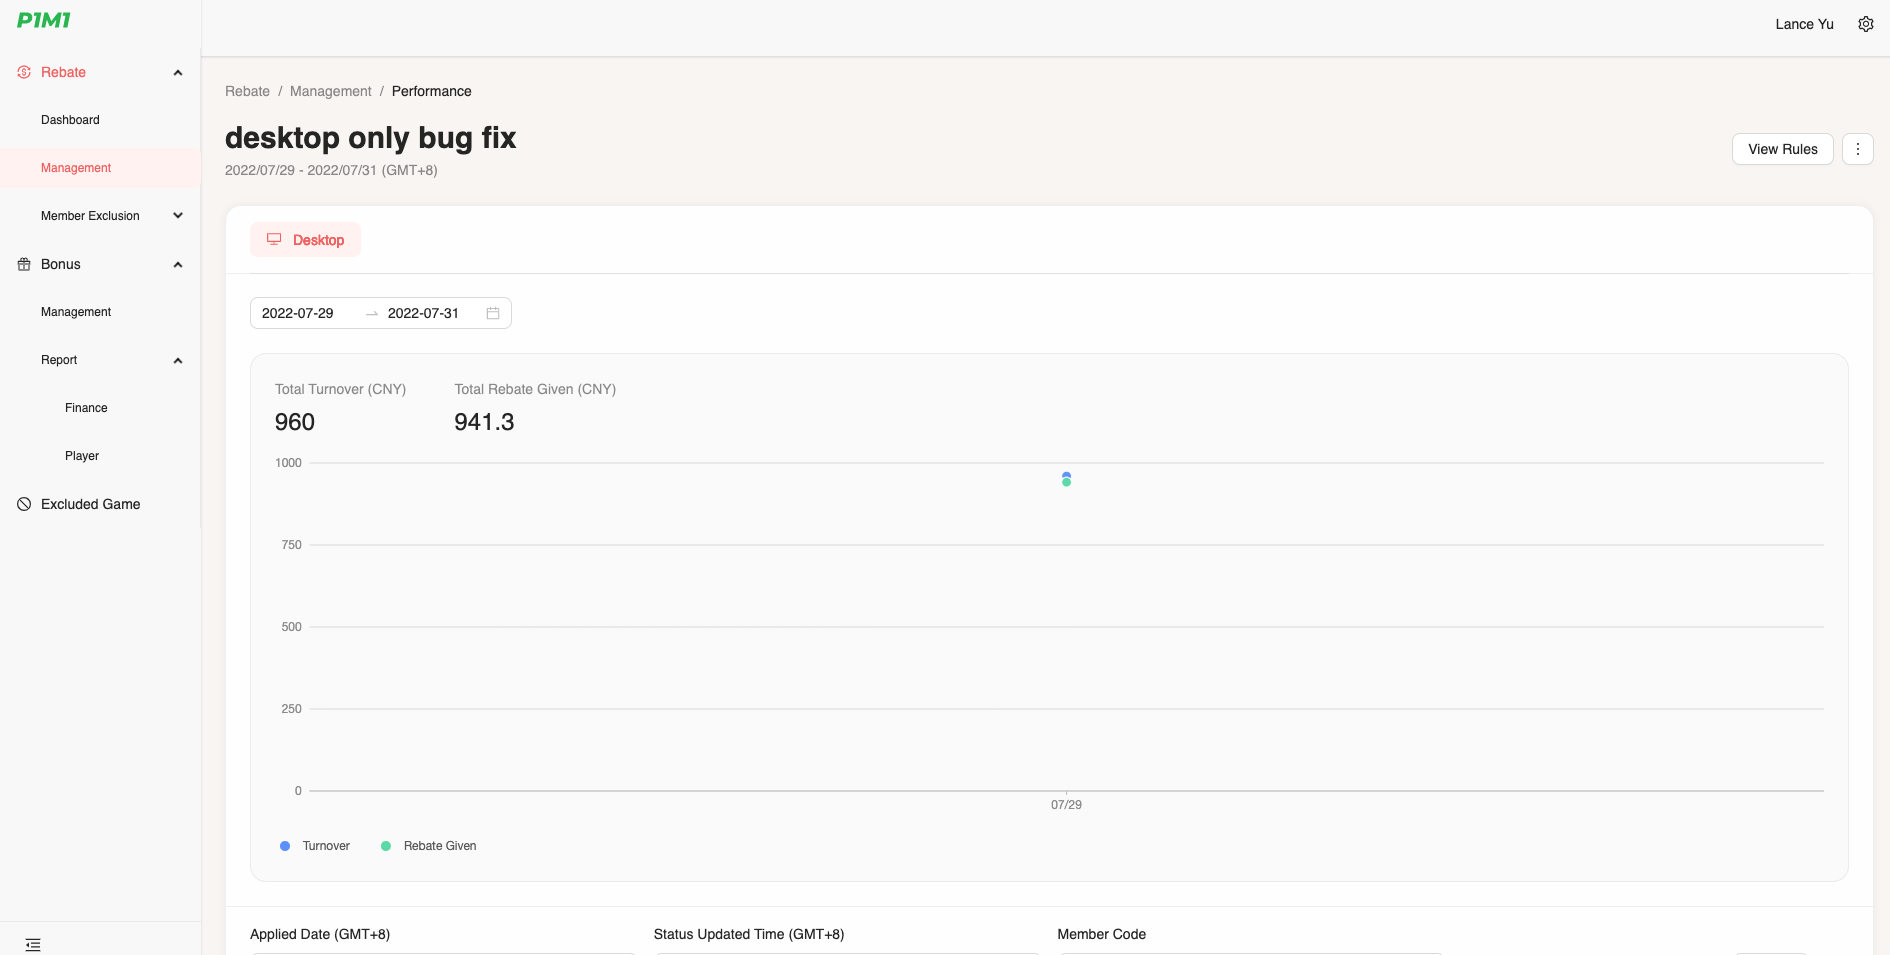 P1M1
Lance Yu
Rebate
Dashboard
Management
Member Exclusion
Bonus
Management
Report
Finance
Player
Excluded Game
Rebate / Management / Performance
desktop only bug fix
2022/07/29 - 2022/07/31 (GMT+8)
View Rules
Desktop
2022-07-29 → 2022-07-31
Total Turnover (CNY) Total Rebate Given (CNY)
960 941.3
1000
750
500
250
0
07/29
Turnover Rebate Given
Applied Date (GMT+8) Status Updated Time (GMT+8) Member Code